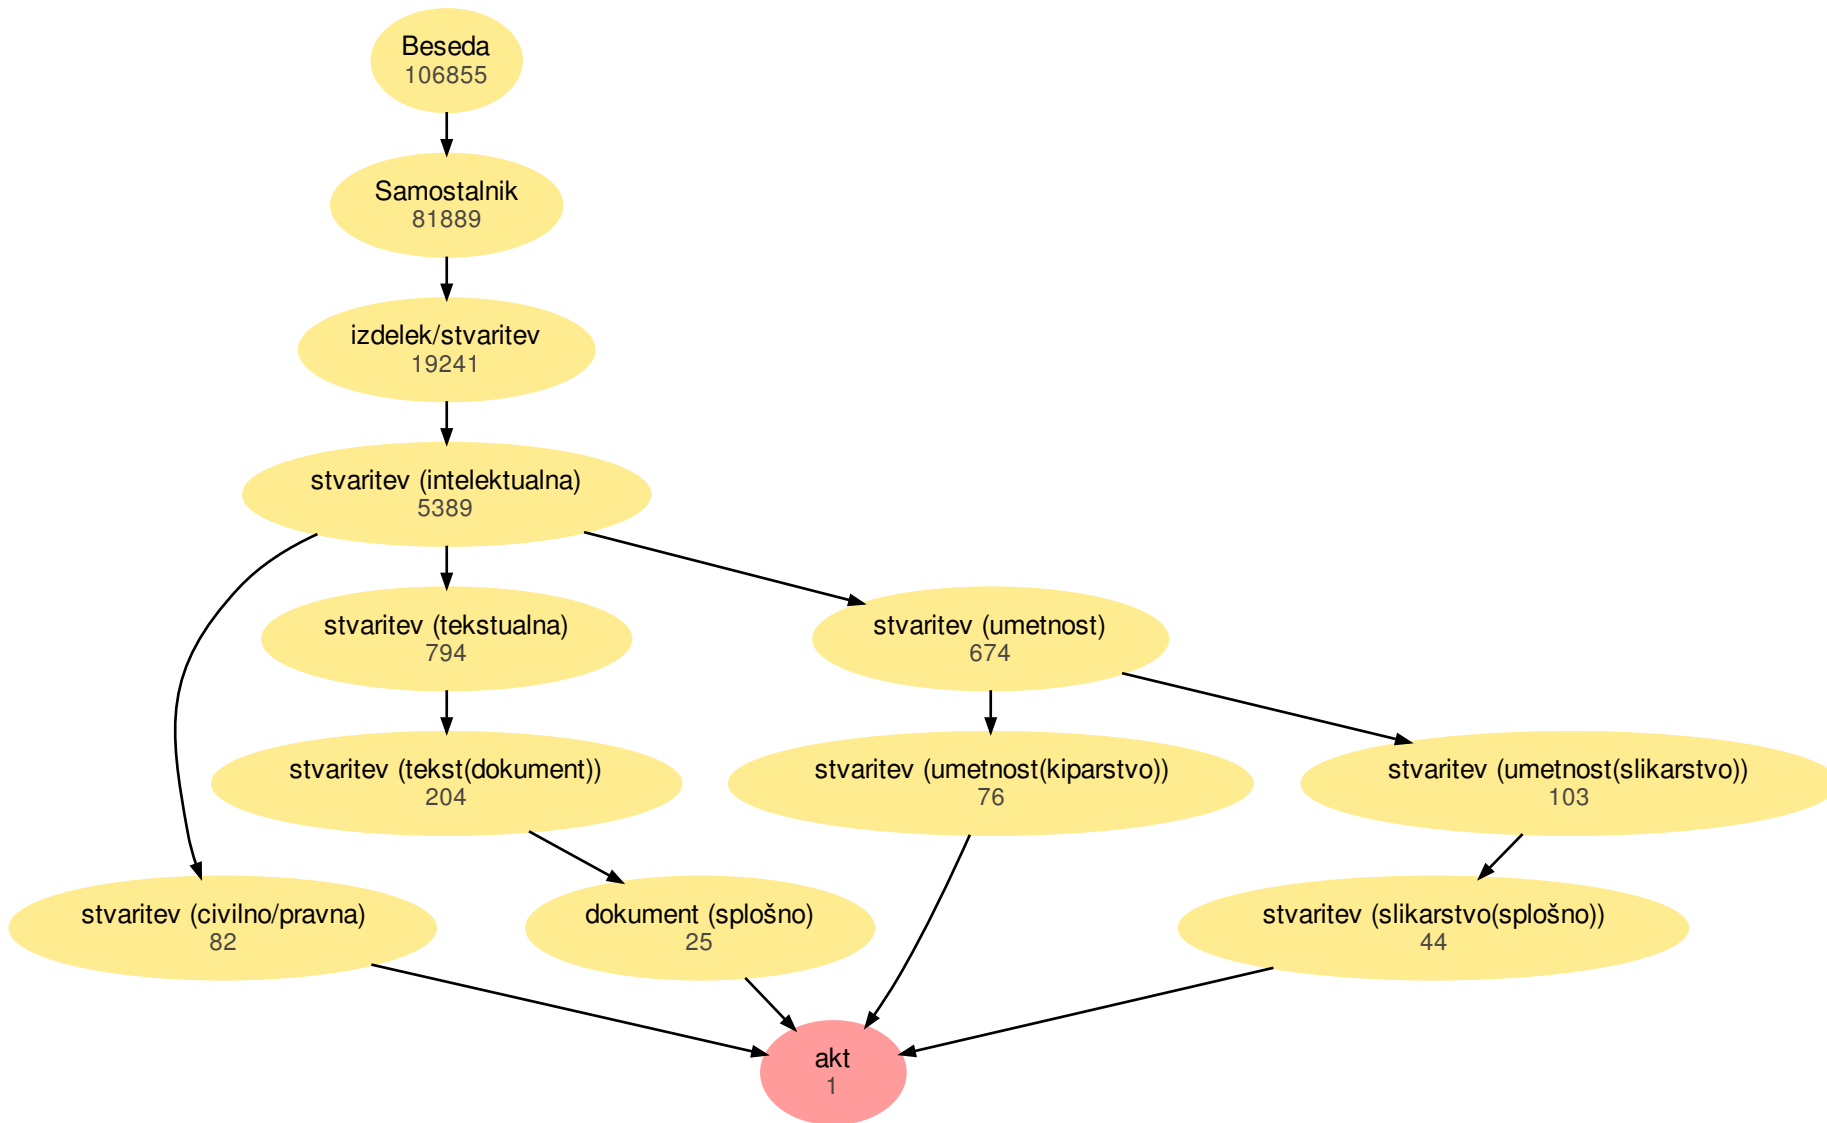 Beseda
106855
Samostalnik
81889
izdelek/stvaritev
19241
stvaritev (intelektualna)
5389
stvaritev (tekstualna)
794
stvaritev (umetnost)
674
stvaritev (tekst(dokument))
204
stvaritev (umetnost(kiparstvo))
76
stvaritev (umetnost(slikarstvo))
103
stvaritev (civilno/pravna)
82
dokument (splošno)
25
stvaritev (slikarstvo(splošno))
44
akt
1